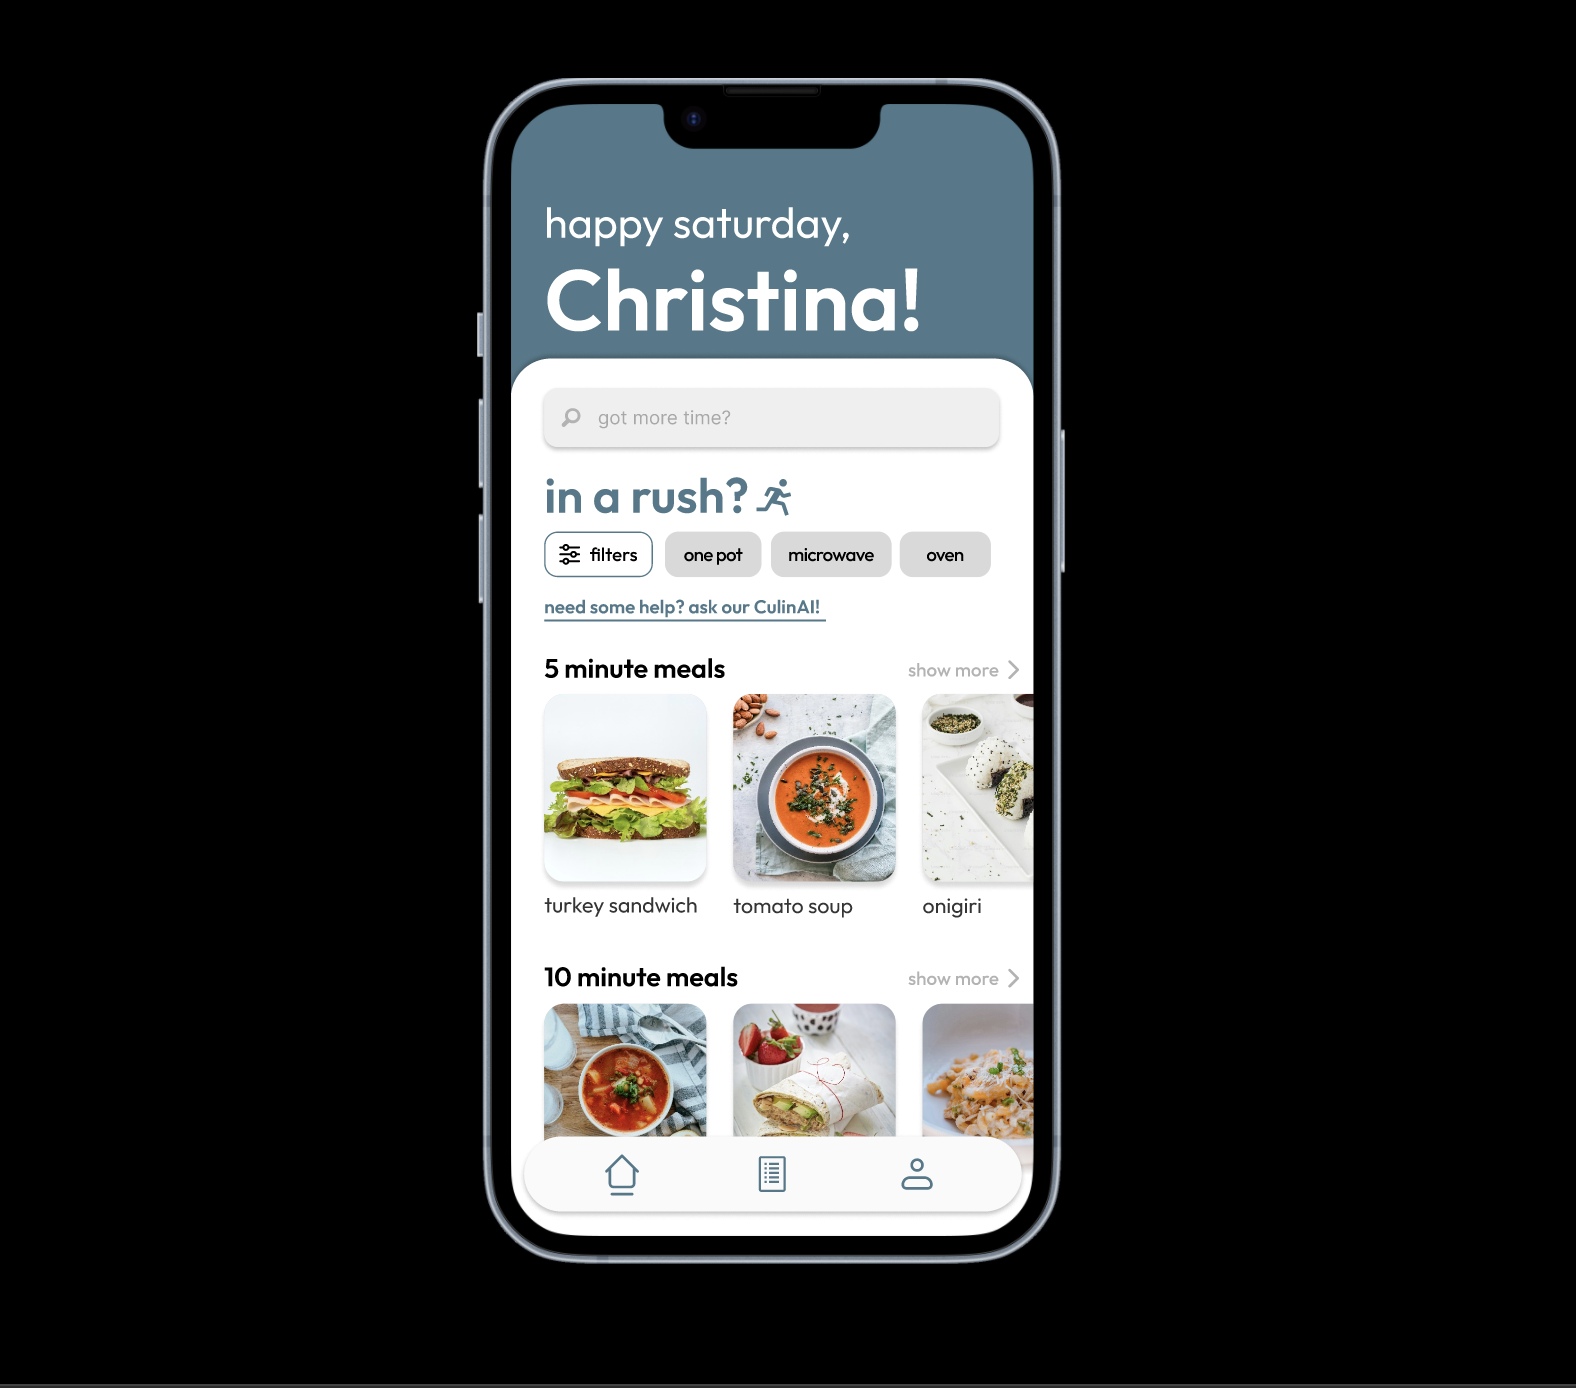 happy saturday,
Christina!
got more time?
in a rush?
filters
one pot
microwave
oven
need some help? ask our CulinAI!
5 minute meals
show more
turkey sandwich
tomato soup
onigiri
10 minute meals
show more